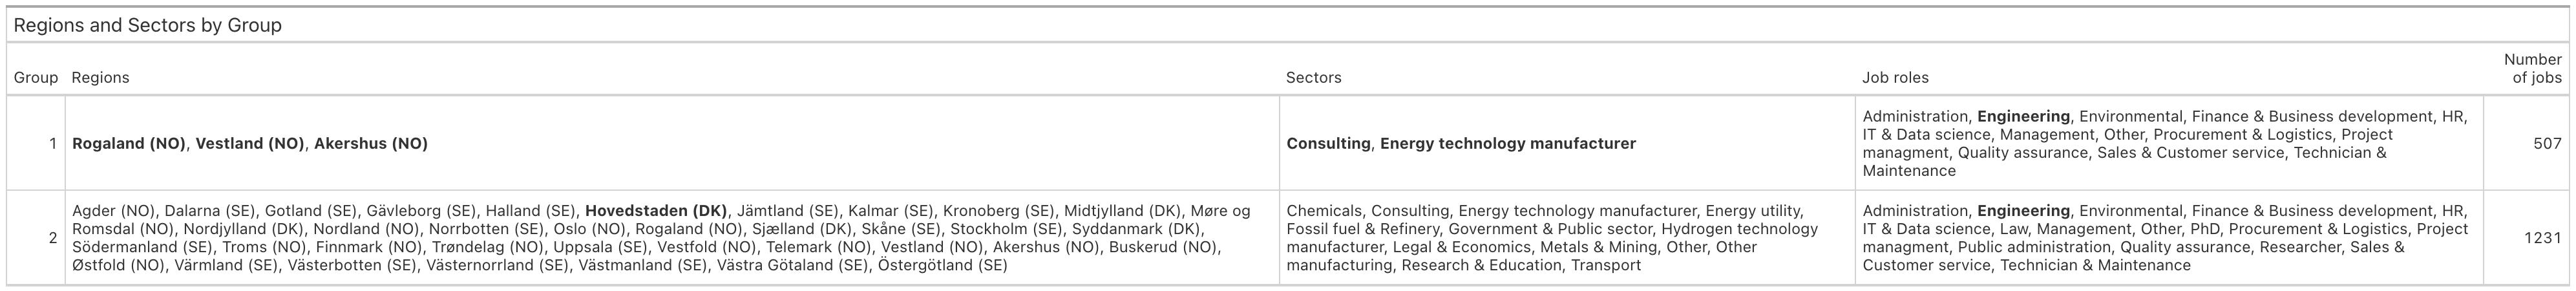 Regions and Sectors by Group
Group Regions Sectors Job roles Number of jobs
1
Rogaland (NO), Vestland (NO), Akershus (NO)
Consulting, Energy technology manufacturer
Administration, Engineering, Environmental, Finance & Business development, HR,
IT & Data science, Management, Other, Procurement & Logistics, Project
managment, Quality assurance, Sales & Customer service, Technician &
Maintenance
507
2
Agder (NO), Dalarna (SE), Gotland (SE), Gävleborg (SE), Halland (SE), Hovedstaden (DK), Jämtland (SE), Kalmar (SE), Kronoberg (SE), Midtjylland (DK), Møre og
Romsdal (NO), Nordjylland (DK), Nordland (NO), Norrbotten (SE), Oslo (NO), Rogaland (NO), Sjælland (DK), Skåne (SE), Stockholm (SE), Syddanmark (DK),
Södermanland (SE), Troms (NO), Finnmark (NO), Trøndelag (NO), Uppsala (SE), Vestfold (NO), Telemark (NO), Vestland (NO), Akershus (NO), Buskerud (NO),
Østfold (NO), Värmland (SE), Västerbotten (SE), Västernorrland (SE), Västmanland (SE), Västra Götaland (SE), Östergötland (SE)
Chemicals, Consulting, Energy technology manufacturer, Energy utility,
Fossil fuel & Refinery, Government & Public sector, Hydrogen technology
manufacturer, Legal & Economics, Metals & Mining, Other, Other
manufacturing, Research & Education, Transport
Administration, Engineering, Environmental, Finance & Business development, HR,
IT & Data science, Law, Management, Other, PhD, Procurement & Logistics, Project
managment, Public administration, Quality assurance, Researcher, Sales &
Customer service, Technician & Maintenance
1231